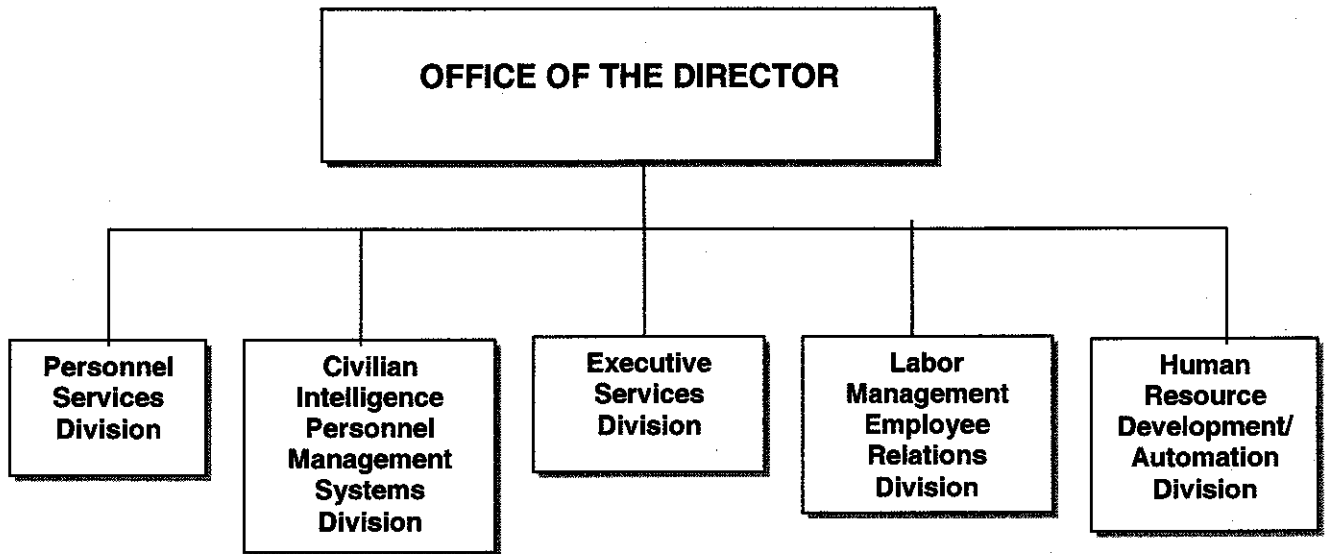 OFFICE OF THE DIRECTOR
Personnel
Services
Division
Civilian
Intelligence
Personnel
Management
Systems
Division
Executive
Services
Division
Labor
Management
Employee
Relations
Division
Human
Resource
Development/
Automation
Division